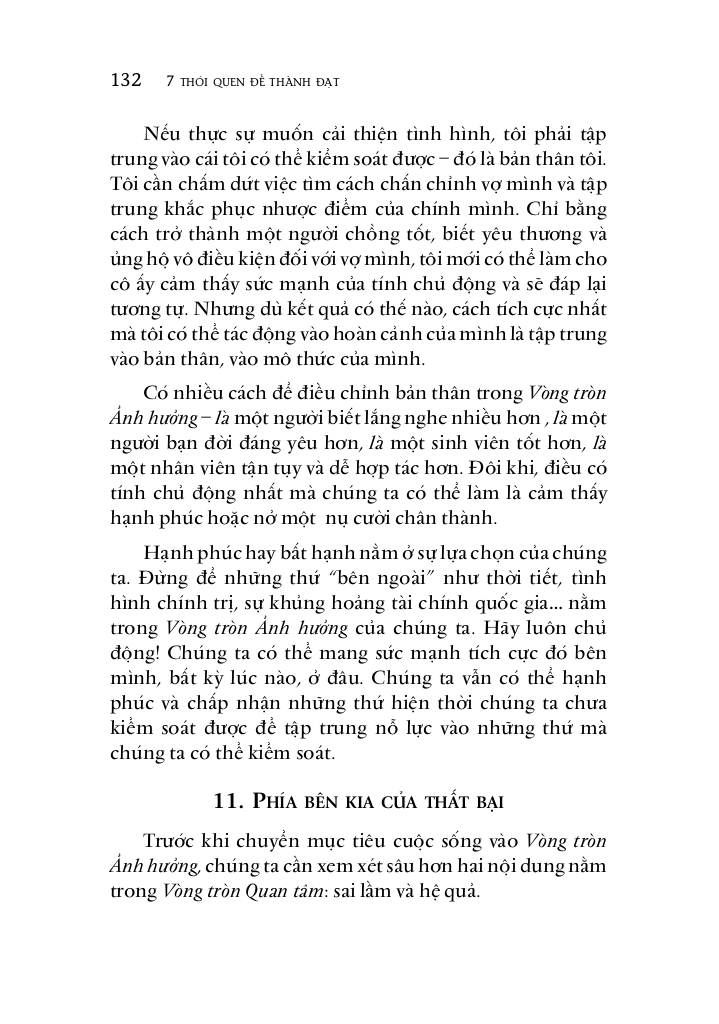 132 7 THÓI QUEN ĐỂ THÀNH ĐẠT
Nếu thực sự muốn cải thiện tình hình, tôi phải tập
trung vào cái tôi có thể kiểm soát được – đó là bản thân tôi.
Tôi cần chấm dứt việc tìm cách chấn chỉnh vợ mình và tập
trung khắc phục nhược điểm của chính mình. Chỉ bằng
cách trở thành một người chồng tốt, biết yêu thương và
ủng hộ vô điều kiện đối với vợ mình, tôi mới có thể làm cho
cô ấy cảm thấy sức mạnh của tính chủ động và sẽ đáp lại
tương tự. Nhưng dù kết quả có thế nào, cách tích cực nhất
mà tôi có thể tác động vào hoàn cảnh của mình là tập trung
vào bản thân, vào mô thức của mình.
Có nhiều cách để điều chỉnh bản thân trong Vòng tròn
Ảnh hưởng – là một người biết lắng nghe nhiều hơn , là một
người bạn đời đáng yêu hơn, là một sinh viên tốt hơn, là
một nhân viên tận tụy và dễ hợp tác hơn. Đôi khi, điều có
tính chủ động nhất mà chúng ta có thể làm là cảm thấy
hạnh phúc hoặc nở một nụ cười chân thành.
Hạnh phúc hay bất hạnh nằm ở sự lựa chọn của chúng
ta. Đừng để những thứ “bên ngoài” như thời tiết, tình
hình chính trị, sự khủng hoảng tài chính quốc gia... nằm
trong Vòng tròn Ảnh hưởng của chúng ta. Hãy luôn chủ
động! Chúng ta có thể mang sức mạnh tích cực đó bên
mình, bất kỳ lúc nào, ở đâu. Chúng ta vẫn có thể hạnh
phúc và chấp nhận những thứ hiện thời chúng ta chưa
kiểm soát được để tập trung nỗ lực vào những thứ mà
chúng ta có thể kiểm soát.
11. PHÍA BÊN KIA CỦA THẤT BẠI
Trước khi chuyển mục tiêu cuộc sống vào Vòng tròn
Ảnh hưởng, chúng ta cần xem xét sâu hơn hai nội dung nằm
trong Vòng tròn Quan tâm: sai lầm và hệ quả.